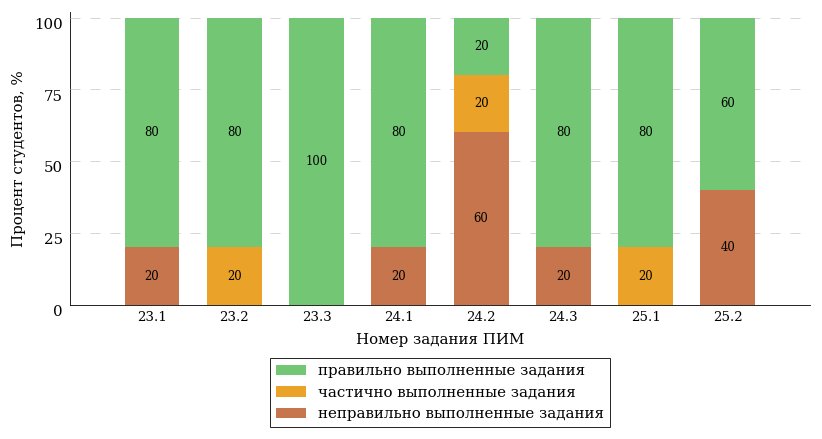 Процент студентов, %
100
75
50
25
0
80 80 100 80 20 80 80 60
20
20 20 20 60 20 20 40
23.1 23.2 23.3 24.1 24.2 24.3 25.1 25.2
Номер задания ПИМ
правильно выполненные задания
частично выполненные задания
неправильно выполненные задания